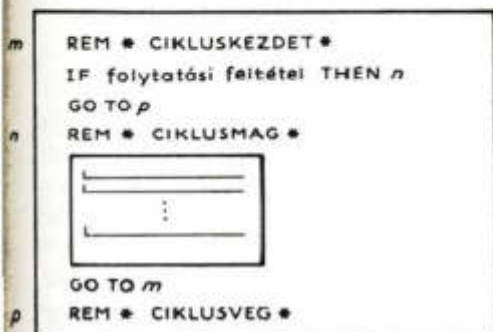 m REM * CIKLUSKEZDET *
IF folytatási feltétel THEN n
GO TO p
n REM * CIKLUSMAG *
GO TO m
p REM * CIKLUSVEG *